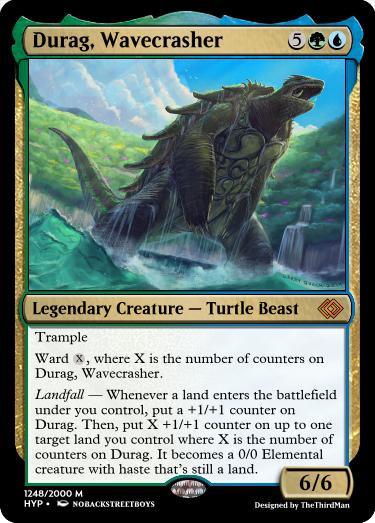 Durag, Wavecrasher 5
Legendary Creature — Turtle Beast
Trample
Ward X, where X is the number of counters on
Durag, Wavecrasher.
Landfall — Whenever a land enters the battlefield
under you control, put a +1/+1 counter on
Durag. Then, put X +1/+1 counter on up to one
target land you control where X is the number of
counters on Durag. It becomes a 0/0 Elemental
creature with haste that's still a land.
6/6
1248/2000 M
HYP • NOBACKSTREETBOYS
Designed by TheThirdMan